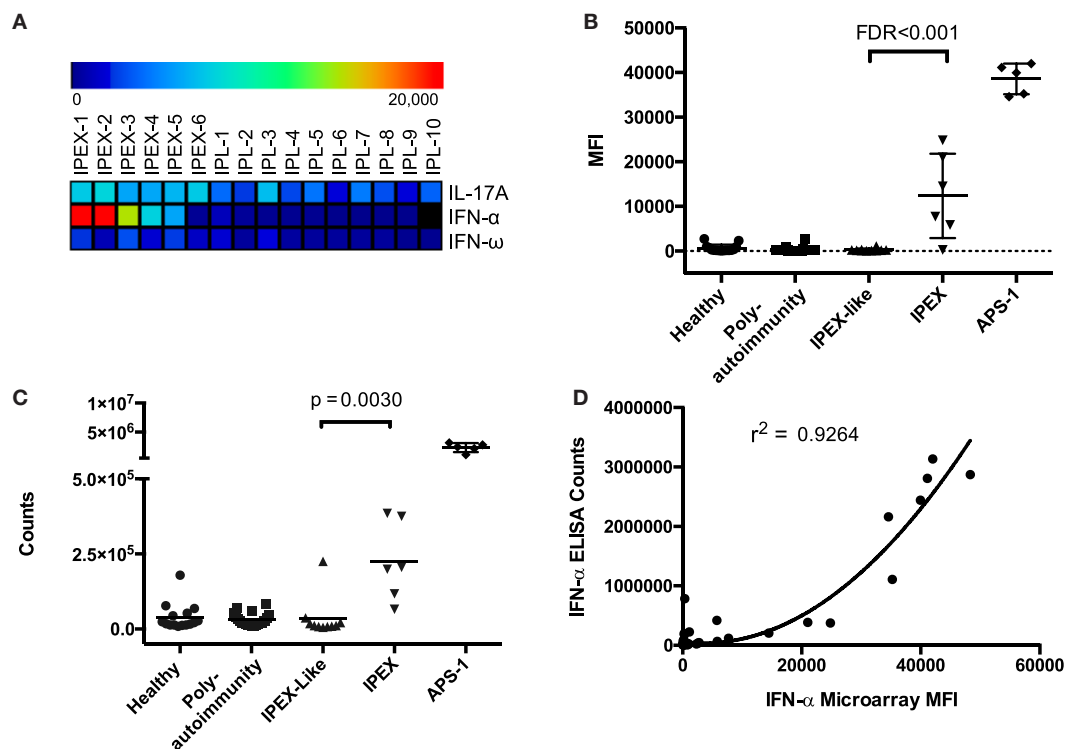 A
0 20,000
IPEX-1 IPEX-2 IPEX-3 IPEX-4 IPEX-5 IPEX-6 IPL-1 IPL-2 IPL-3 IPL-4 IPL-5 IPL-6 IPL-7 IPL-8 IPL-9 IPL-10
IL-17A
IFN-α
IFN-ω
B
FDR<0.001
MFI
50000
40000
30000
20000
10000
0
Healthy
Poly-
autoimmunity
IPEX-like
IPEX
APS-1
C
p = 0.0030
Counts
1×10⁷
5×10⁶
5.0×10⁵
2.5×10⁵
0.0
Healthy
Poly-
autoimmunity
IPEX-Like
IPEX
APS-1
D
r² = 0.9264
IFN-α ELISA Counts
4000000
3000000
2000000
1000000
0
0 20000 40000 60000
IFN-α Microarray MFI